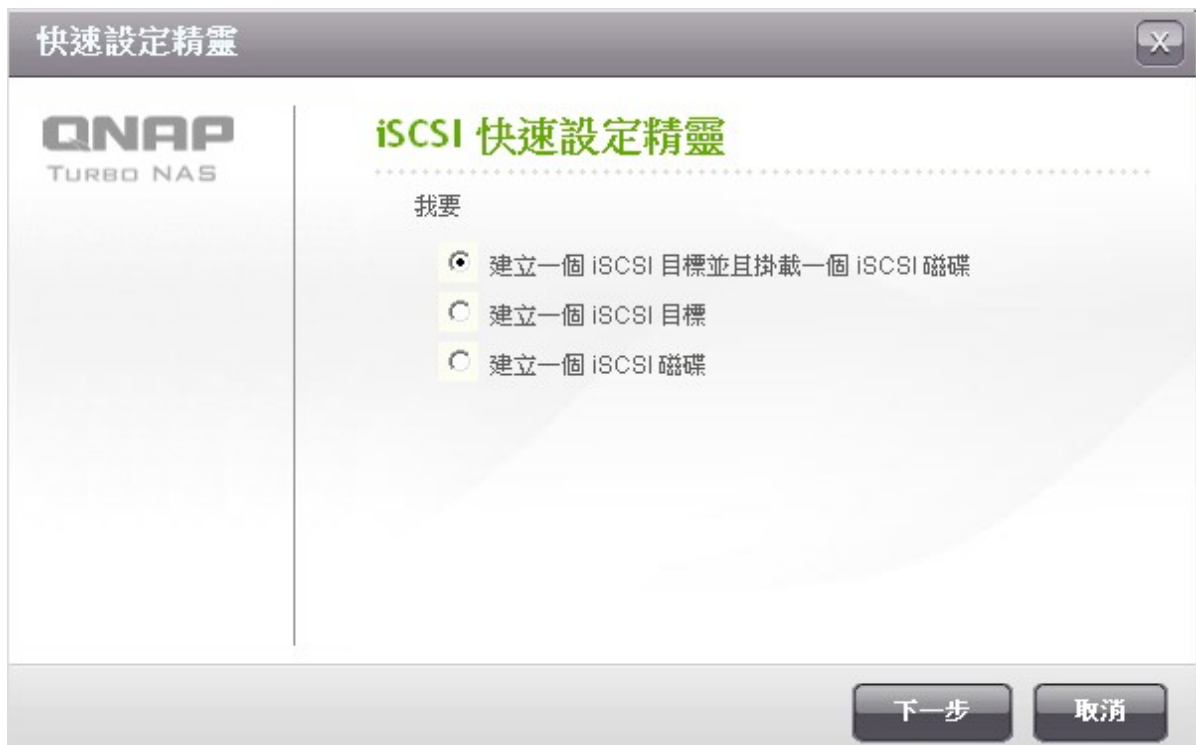 快速設定精靈
QNAP
TURBO NAS
iSCSI 快速設定精靈
我要
建立一個 iSCSI 目標並且掛載一個 iSCSI 磁碟
建立一個 iSCSI 目標
建立一個 iSCSI 磁碟
下一步
取消